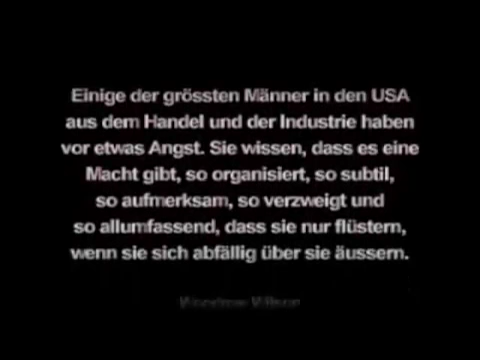 Einige der grössten Männer in den USA
aus dem Handel und der Industrie haben
vor etwas Angst. Sie wissen, dass es eine
Macht gibt, so organisiert, so subtil,
so aufmerksam, so verzweigt und
so allumfassend, dass sie nur flüstern,
wenn sie sich abfällig über sie äussern.